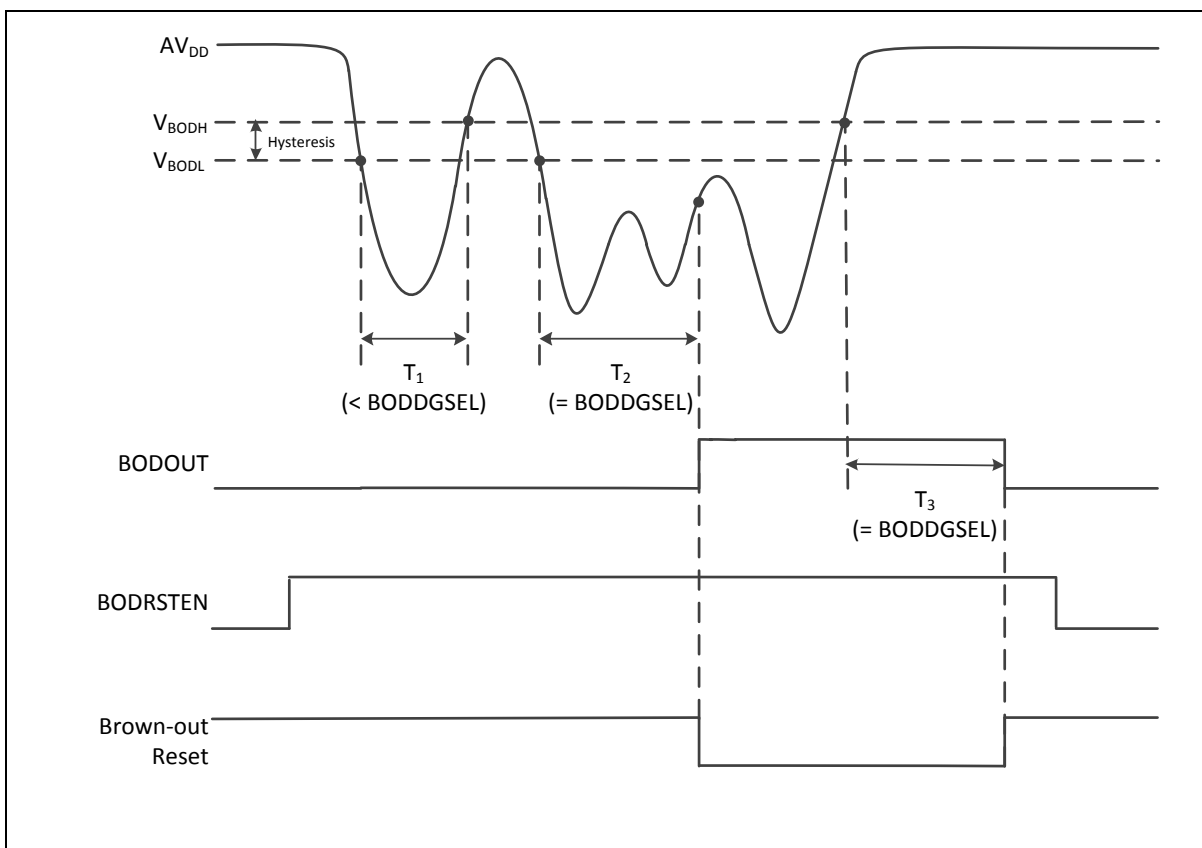 AVDD
VBODH
Hysteresis
VBODL
T1
(< BODDGSEL)
T2
(= BODDGSEL)
BODOUT
T3
(= BODDGSEL)
BODRSTEN
Brown-out
Reset